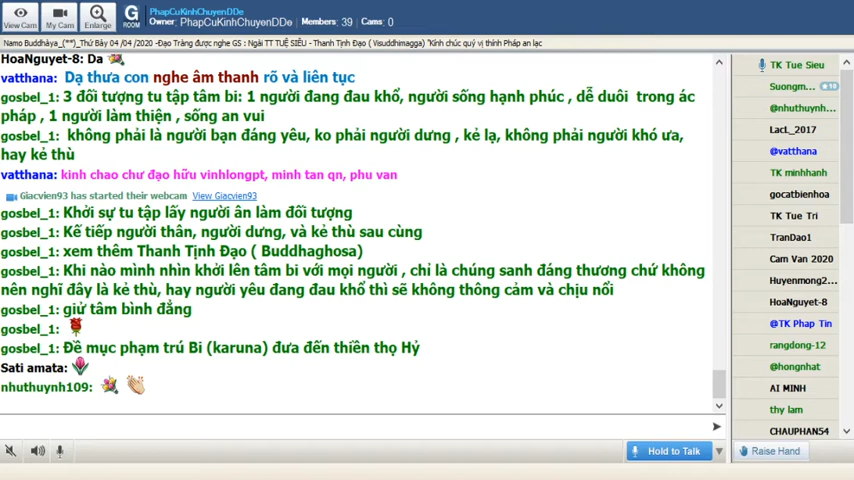 View Cam
My Cam
Enlarge
G
ROOM
PhapCuKinhChuyenDDe
Owner: PhapCuKinhChuyenDDe Members: 39 Cams: 0
Namo Buddhàya_(**)_Thứ Bảy 04 /04 /2020 -Đạo Tràng được nghe GS : Ngài TT TUỆ SIÊU - Thanh Tịnh Đạo ( Visuddhimagga) "Kính chúc quý vị thính Pháp an lạc
HoaNguyet-8: Da
vatthana: Dạ thưa con nghe âm thanh rõ và liên tục
gosbel_1: 3 đối tượng tu tập tâm bi: 1 người đang đau khổ, người sống hạnh phúc , dễ duôi trong ác
pháp , 1 người làm thiện , sống an vui
gosbel_1: không phải là người bạn đáng yêu, ko phải người dưng , kẻ lạ, không phải người khó ưa,
hay kẻ thù
vatthana: kinh chao chư đạo hữu vinhlongpt, minh tan qn, phu van
Giacvien93 has started their webcam View Giacvien93
gosbel_1: Khởi sự tu tập lấy người ân làm đối tượng
gosbel_1: Kế tiếp người thân, người dưng, và kẻ thù sau cùng
gosbel_1: xem thêm Thanh Tịnh Đạo ( Buddhaghosa)
gosbel_1: Khi nào mình nhìn khởi lên tâm bi với mọi người , chỉ là chúng sanh đáng thương chứ không
nên nghĩ đây là kẻ thù, hay người yêu đang đau khổ thì sẽ không thông cảm và chịu nổi
gosbel_1: giử tâm bình đẳng
gosbel_1:
gosbel_1: Đề mục phạm trú Bi (karuna) đưa đến thiền thọ Hỷ
Sati amata:
nhuthuynh109:
Hold to Talk
TK Tue Sieu
Suongm... 18
@nhuthuynh...
LacL_2017
@vatthana
TK minhhanh
gocatbienhoa
TK Tue Tri
TranDao1
Cam Van 2020
Huyenmong2...
HoaNguyet-8
@TK Phap Tin
rangdong-12
@hongnhat
AI MINH
thy lam
CHAUPHAN54
Raise Hand